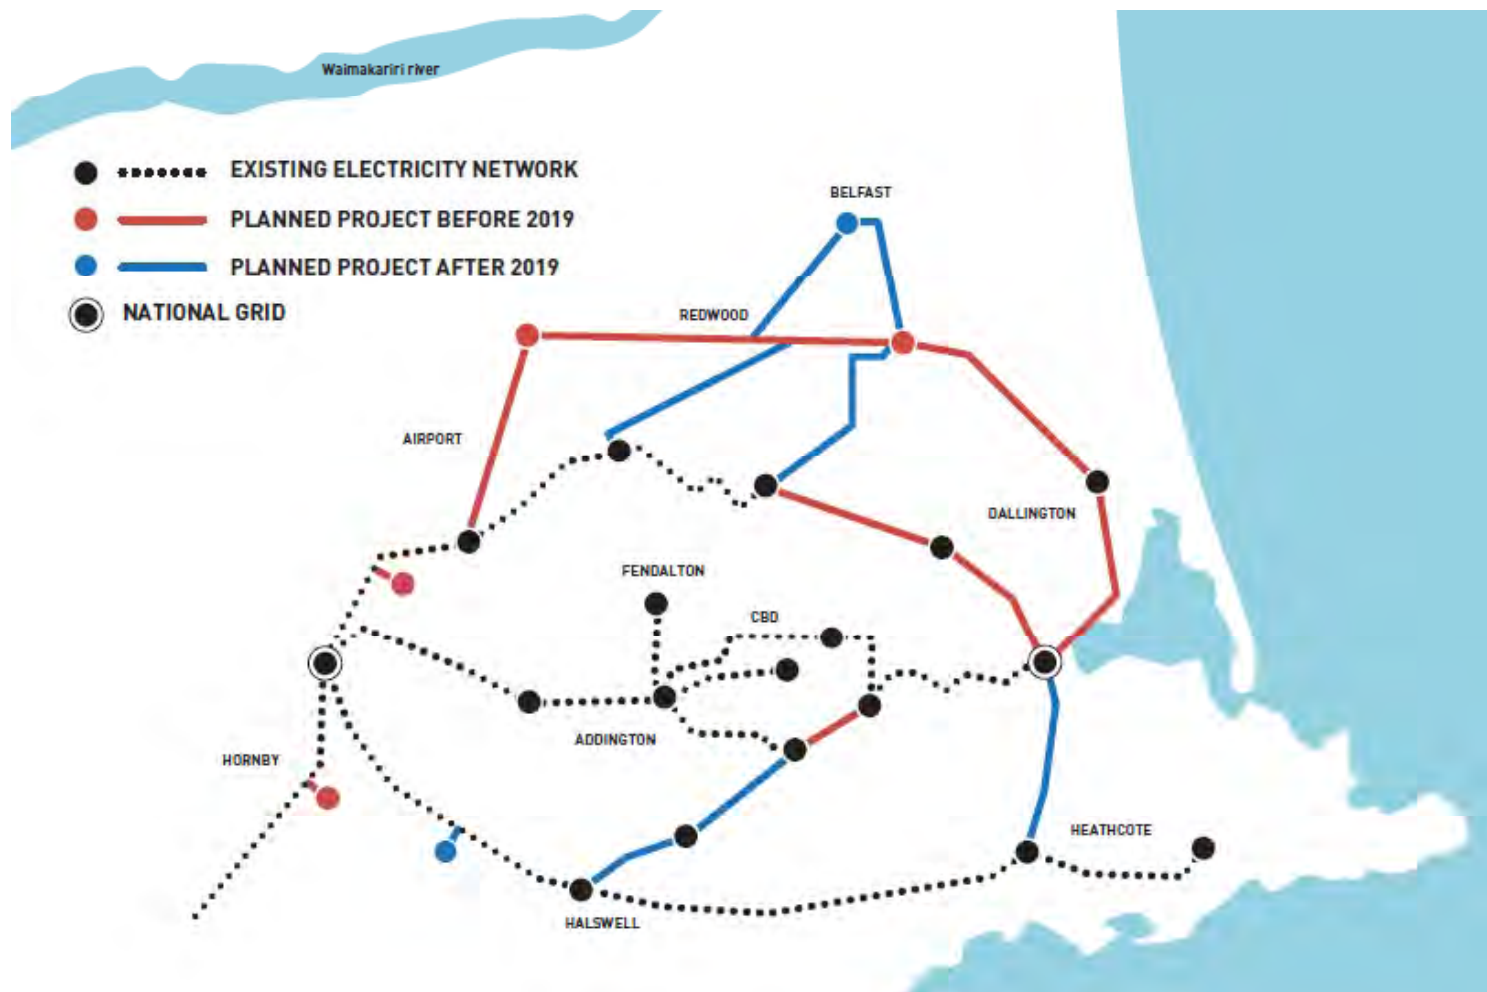 Waimakariri river
EXISTING ELECTRICITY NETWORK
PLANNED PROJECT BEFORE 2019
PLANNED PROJECT AFTER 2019
NATIONAL GRID
BELFAST
REDWOOD
AIRPORT
DALLINGTON
FENDALTON
CBD
ADDINGTON
HORNBY
HEATHCOTE
HALSWELL